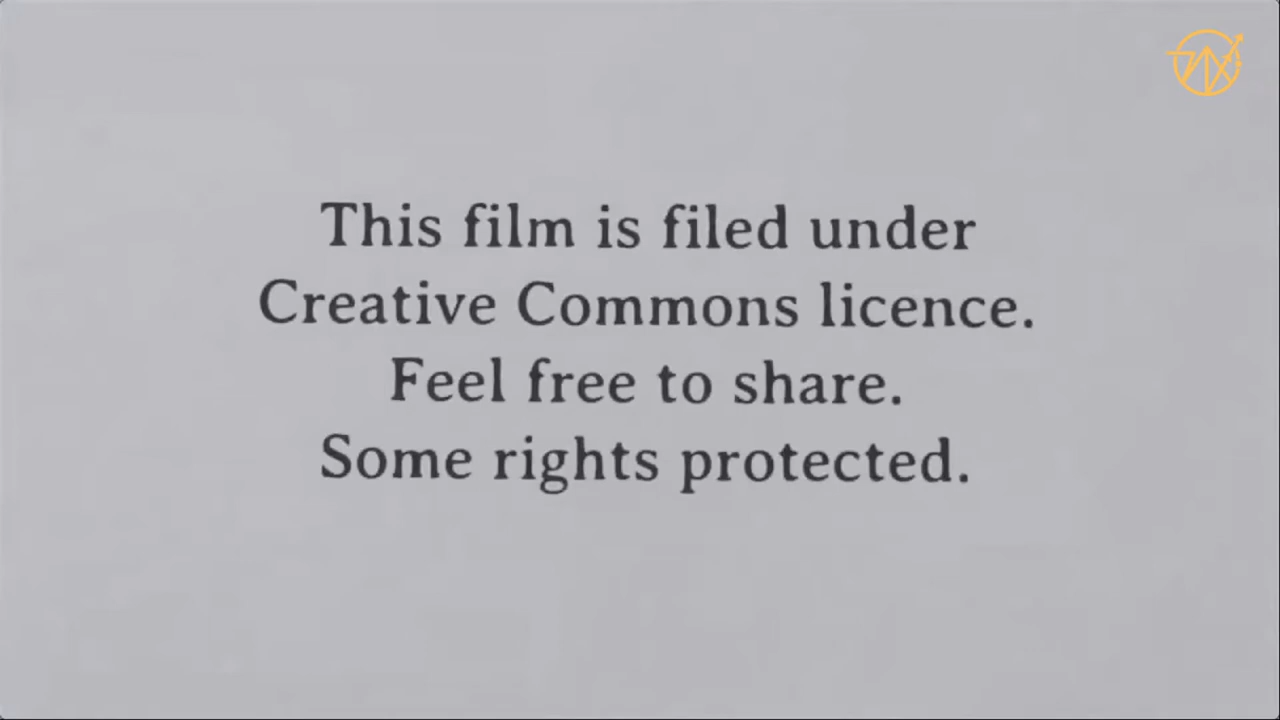 This film is filed under
Creative Commons licence.
Feel free to share.
Some rights protected.